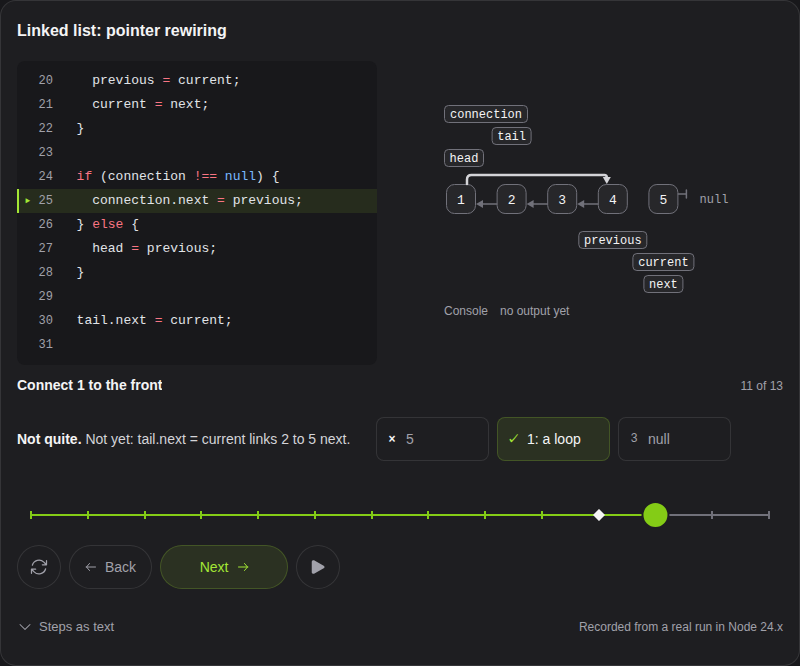 Linked list: pointer rewiring
20 previous = current;
21 current = next;
22 }
23
24 if (connection !== null) {
25 connection.next = previous;
26 } else {
27 head = previous;
28 }
29
30 tail.next = current;
31
connection
tail
head
1 2 3 4 5 null
previous
current
next
Console no output yet
Connect 1 to the front
11 of 13
Not quite. Not yet: tail.next = current links 2 to 5 next.
× 5
✓ 1: a loop
3 null
← Back
Next →
Steps as text
Recorded from a real run in Node 24.x